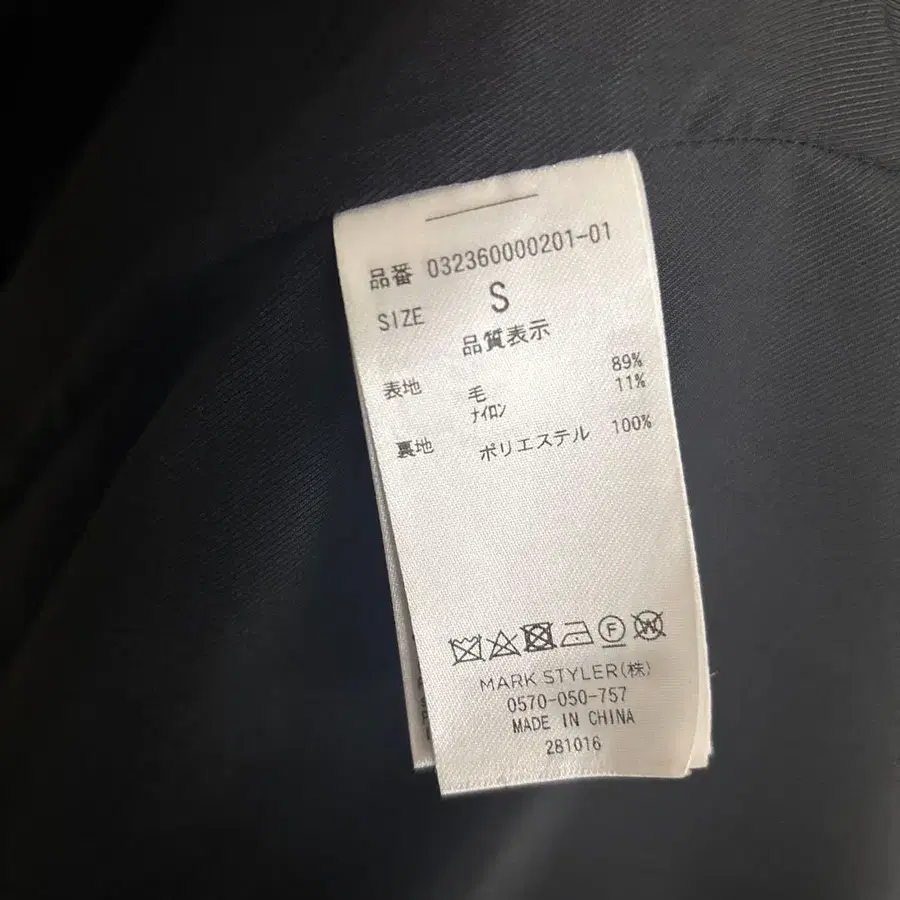 品番 032360000201-01
SIZE S
品質表示
表地 毛 89%
ナイロン 11%
裏地 ポリエステル 100%
F W
MARK STYLER(株)
0570-050-757
MADE IN CHINA
281016